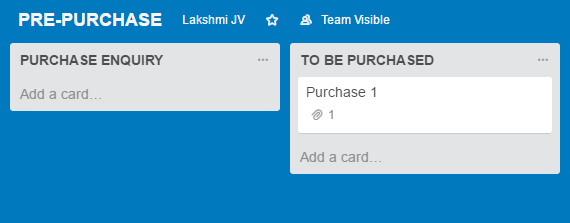 PRE-PURCHASE Lakshmi JV Team Visible
PURCHASE ENQUIRY
Add a card…
TO BE PURCHASED
Purchase 1
1
Add a card…